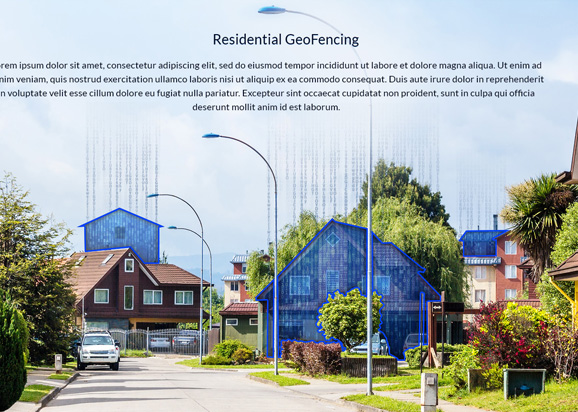 Residential GeoFencing
orem ipsum dolor sit amet, consectetur adipiscing elit, sed do eiusmod tempor incididunt ut labore et dolore magna aliqua. Ut enim ad
nim veniam, quis nostrud exercitation ullamco laboris nisi ut aliquip ex ea commodo consequat. Duis aute irure dolor in reprehenderit
n voluptate velit esse cillum dolore eu fugiat nulla pariatur. Excepteur sint occaecat cupidatat non proident, sunt in culpa qui officia
deserunt mollit anim id est laborum.